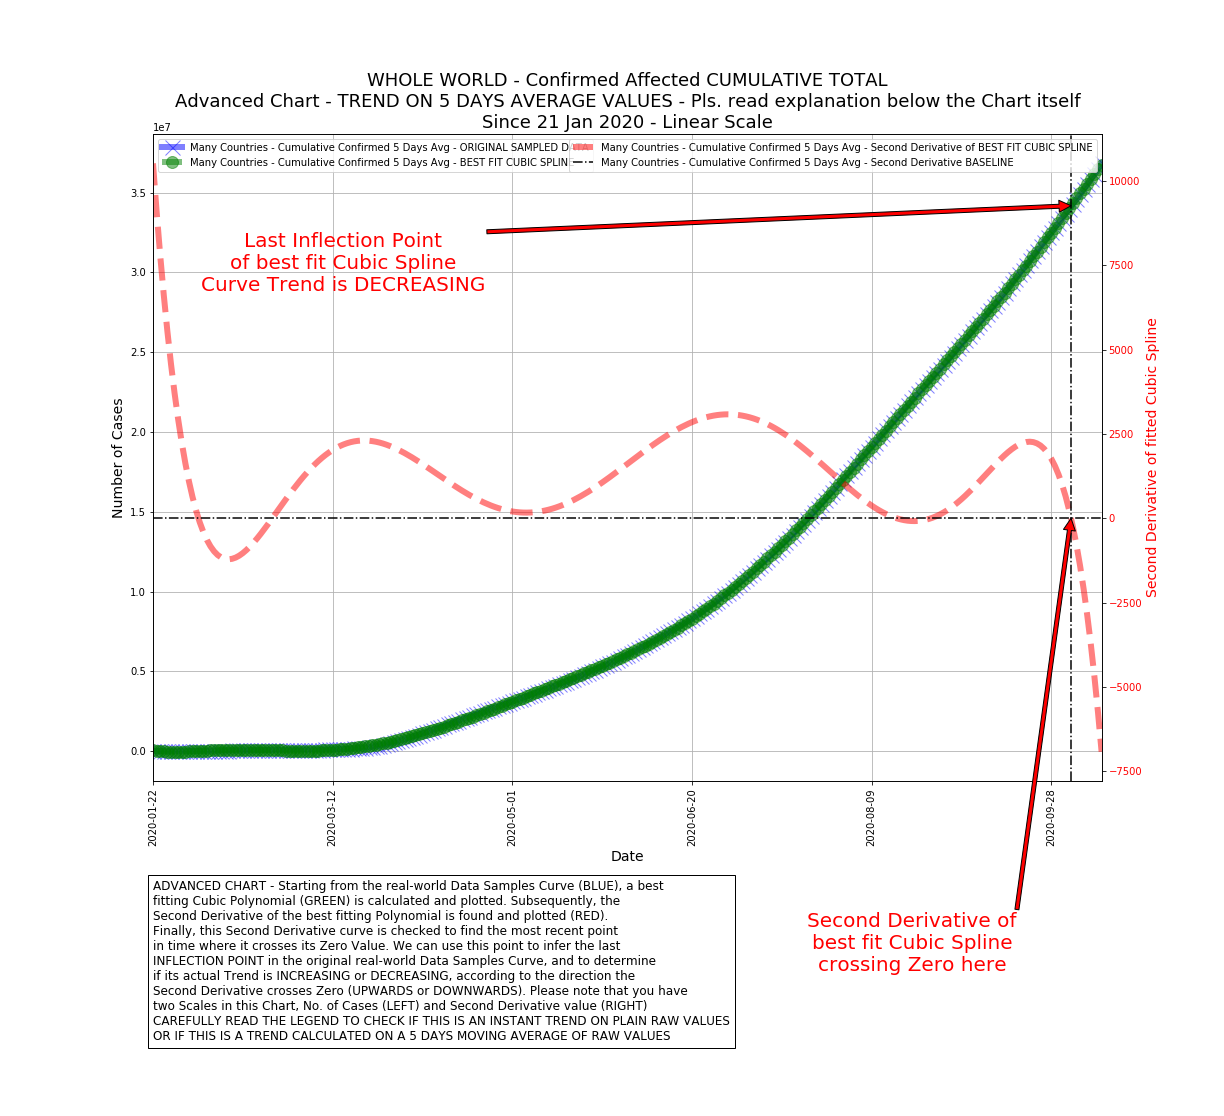 WHOLE WORLD - Confirmed Affected CUMULATIVE TOTAL
Advanced Chart - TREND ON 5 DAYS AVERAGE VALUES - Pls. read explanation below the Chart itself
Since 21 Jan 2020 - Linear Scale
1e7
Many Countries - Cumulative Confirmed 5 Days Avg - ORIGINAL SAMPLED DATA
Many Countries - Cumulative Confirmed 5 Days Avg - BEST FIT CUBIC SPLIN
Many Countries - Cumulative Confirmed 5 Days Avg - Second Derivative of BEST FIT CUBIC SPLINE
Many Countries - Cumulative Confirmed 5 Days Avg - Second Derivative BASELINE
Last Inflection Point
of best fit Cubic Spline
Curve Trend is DECREASING
Number of Cases
3.5
3.0
2.5
2.0
1.5
1.0
0.5
0.0
10000
7500
5000
2500
0
−2500
−5000
−7500
Second Derivative of fitted Cubic Spline
2020-01-22
2020-03-12
2020-05-01
2020-06-20
2020-08-09
2020-09-28
Date
ADVANCED CHART - Starting from the real-world Data Samples Curve (BLUE), a best
fitting Cubic Polynomial (GREEN) is calculated and plotted. Subsequently, the
Second Derivative of the best fitting Polynomial is found and plotted (RED).
Finally, this Second Derivative curve is checked to find the most recent point
in time where it crosses its Zero Value. We can use this point to infer the last
INFLECTION POINT in the original real-world Data Samples Curve, and to determine
if its actual Trend is INCREASING or DECREASING, according to the direction the
Second Derivative crosses Zero (UPWARDS or DOWNWARDS). Please note that you have
two Scales in this Chart, No. of Cases (LEFT) and Second Derivative value (RIGHT)
CAREFULLY READ THE LEGEND TO CHECK IF THIS IS AN INSTANT TREND ON PLAIN RAW VALUES
OR IF THIS IS A TREND CALCULATED ON A 5 DAYS MOVING AVERAGE OF RAW VALUES
Second Derivative of
best fit Cubic Spline
crossing Zero here